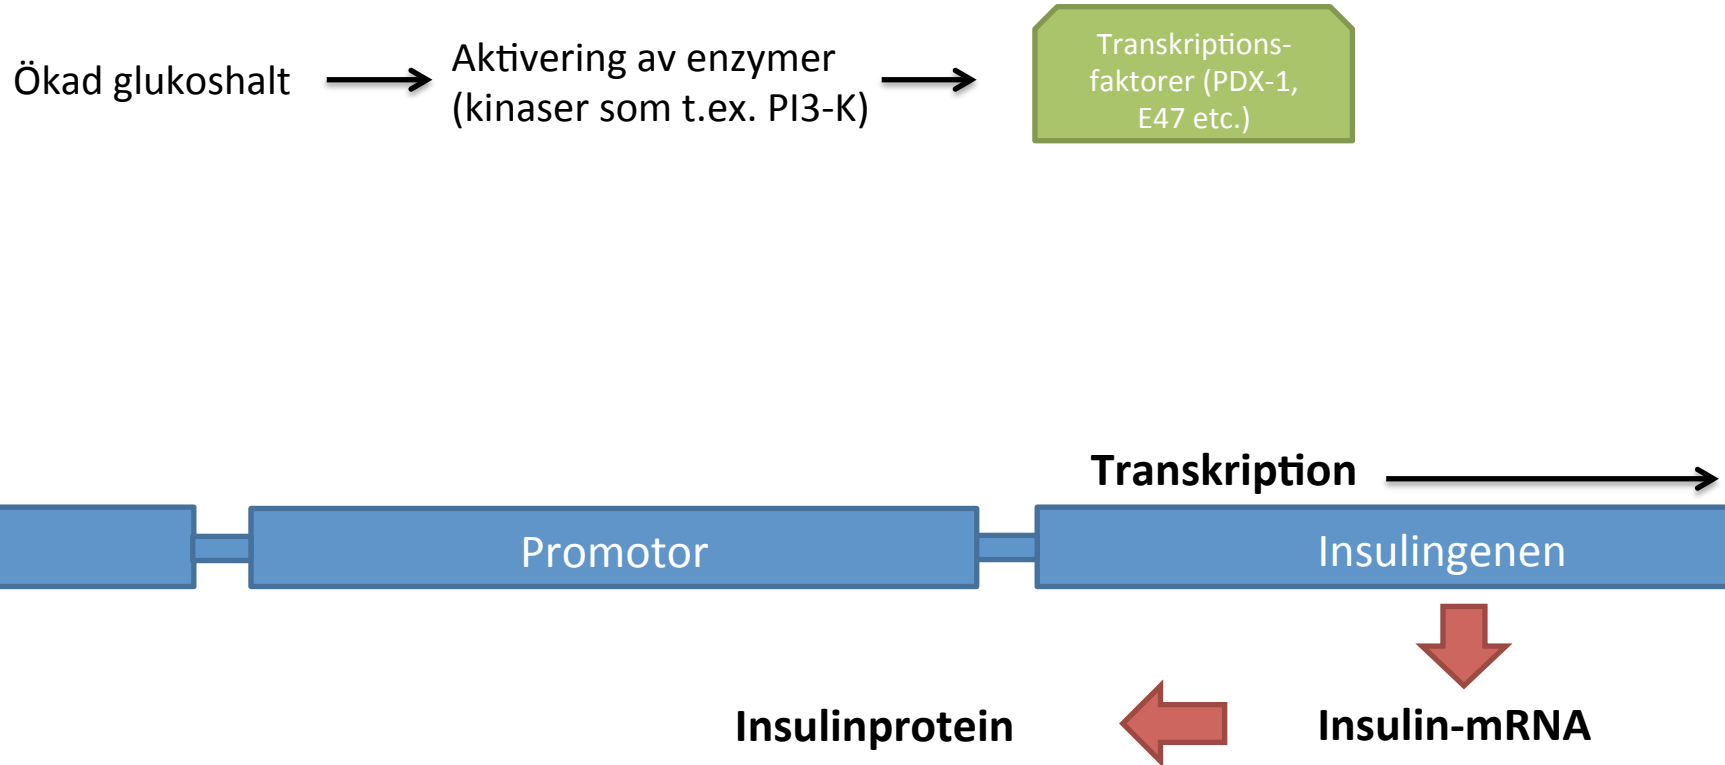 Ökad glukoshalt
Aktivering av enzymer
(kinaser som t.ex. PI3-K)
Transkriptions-
faktorer (PDX-1,
E47 etc.)
Transkription
Promotor
Insulingenen
Insulinprotein
Insulin-mRNA